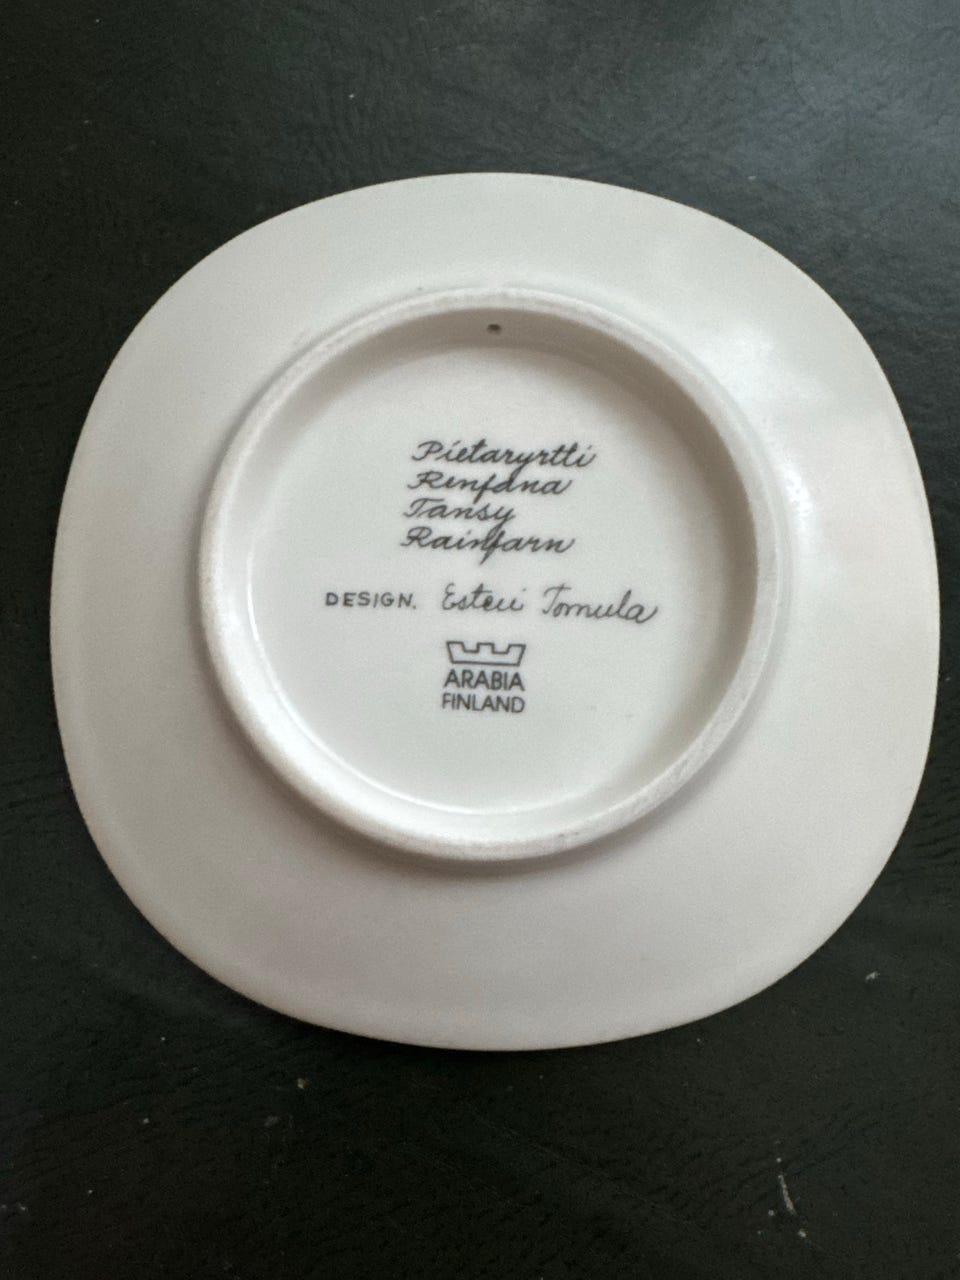 Pietaryrtti
Renfana
Tansy
Rainfarn
DESIGN. Esteri Tomula
ARABIA
FINLAND